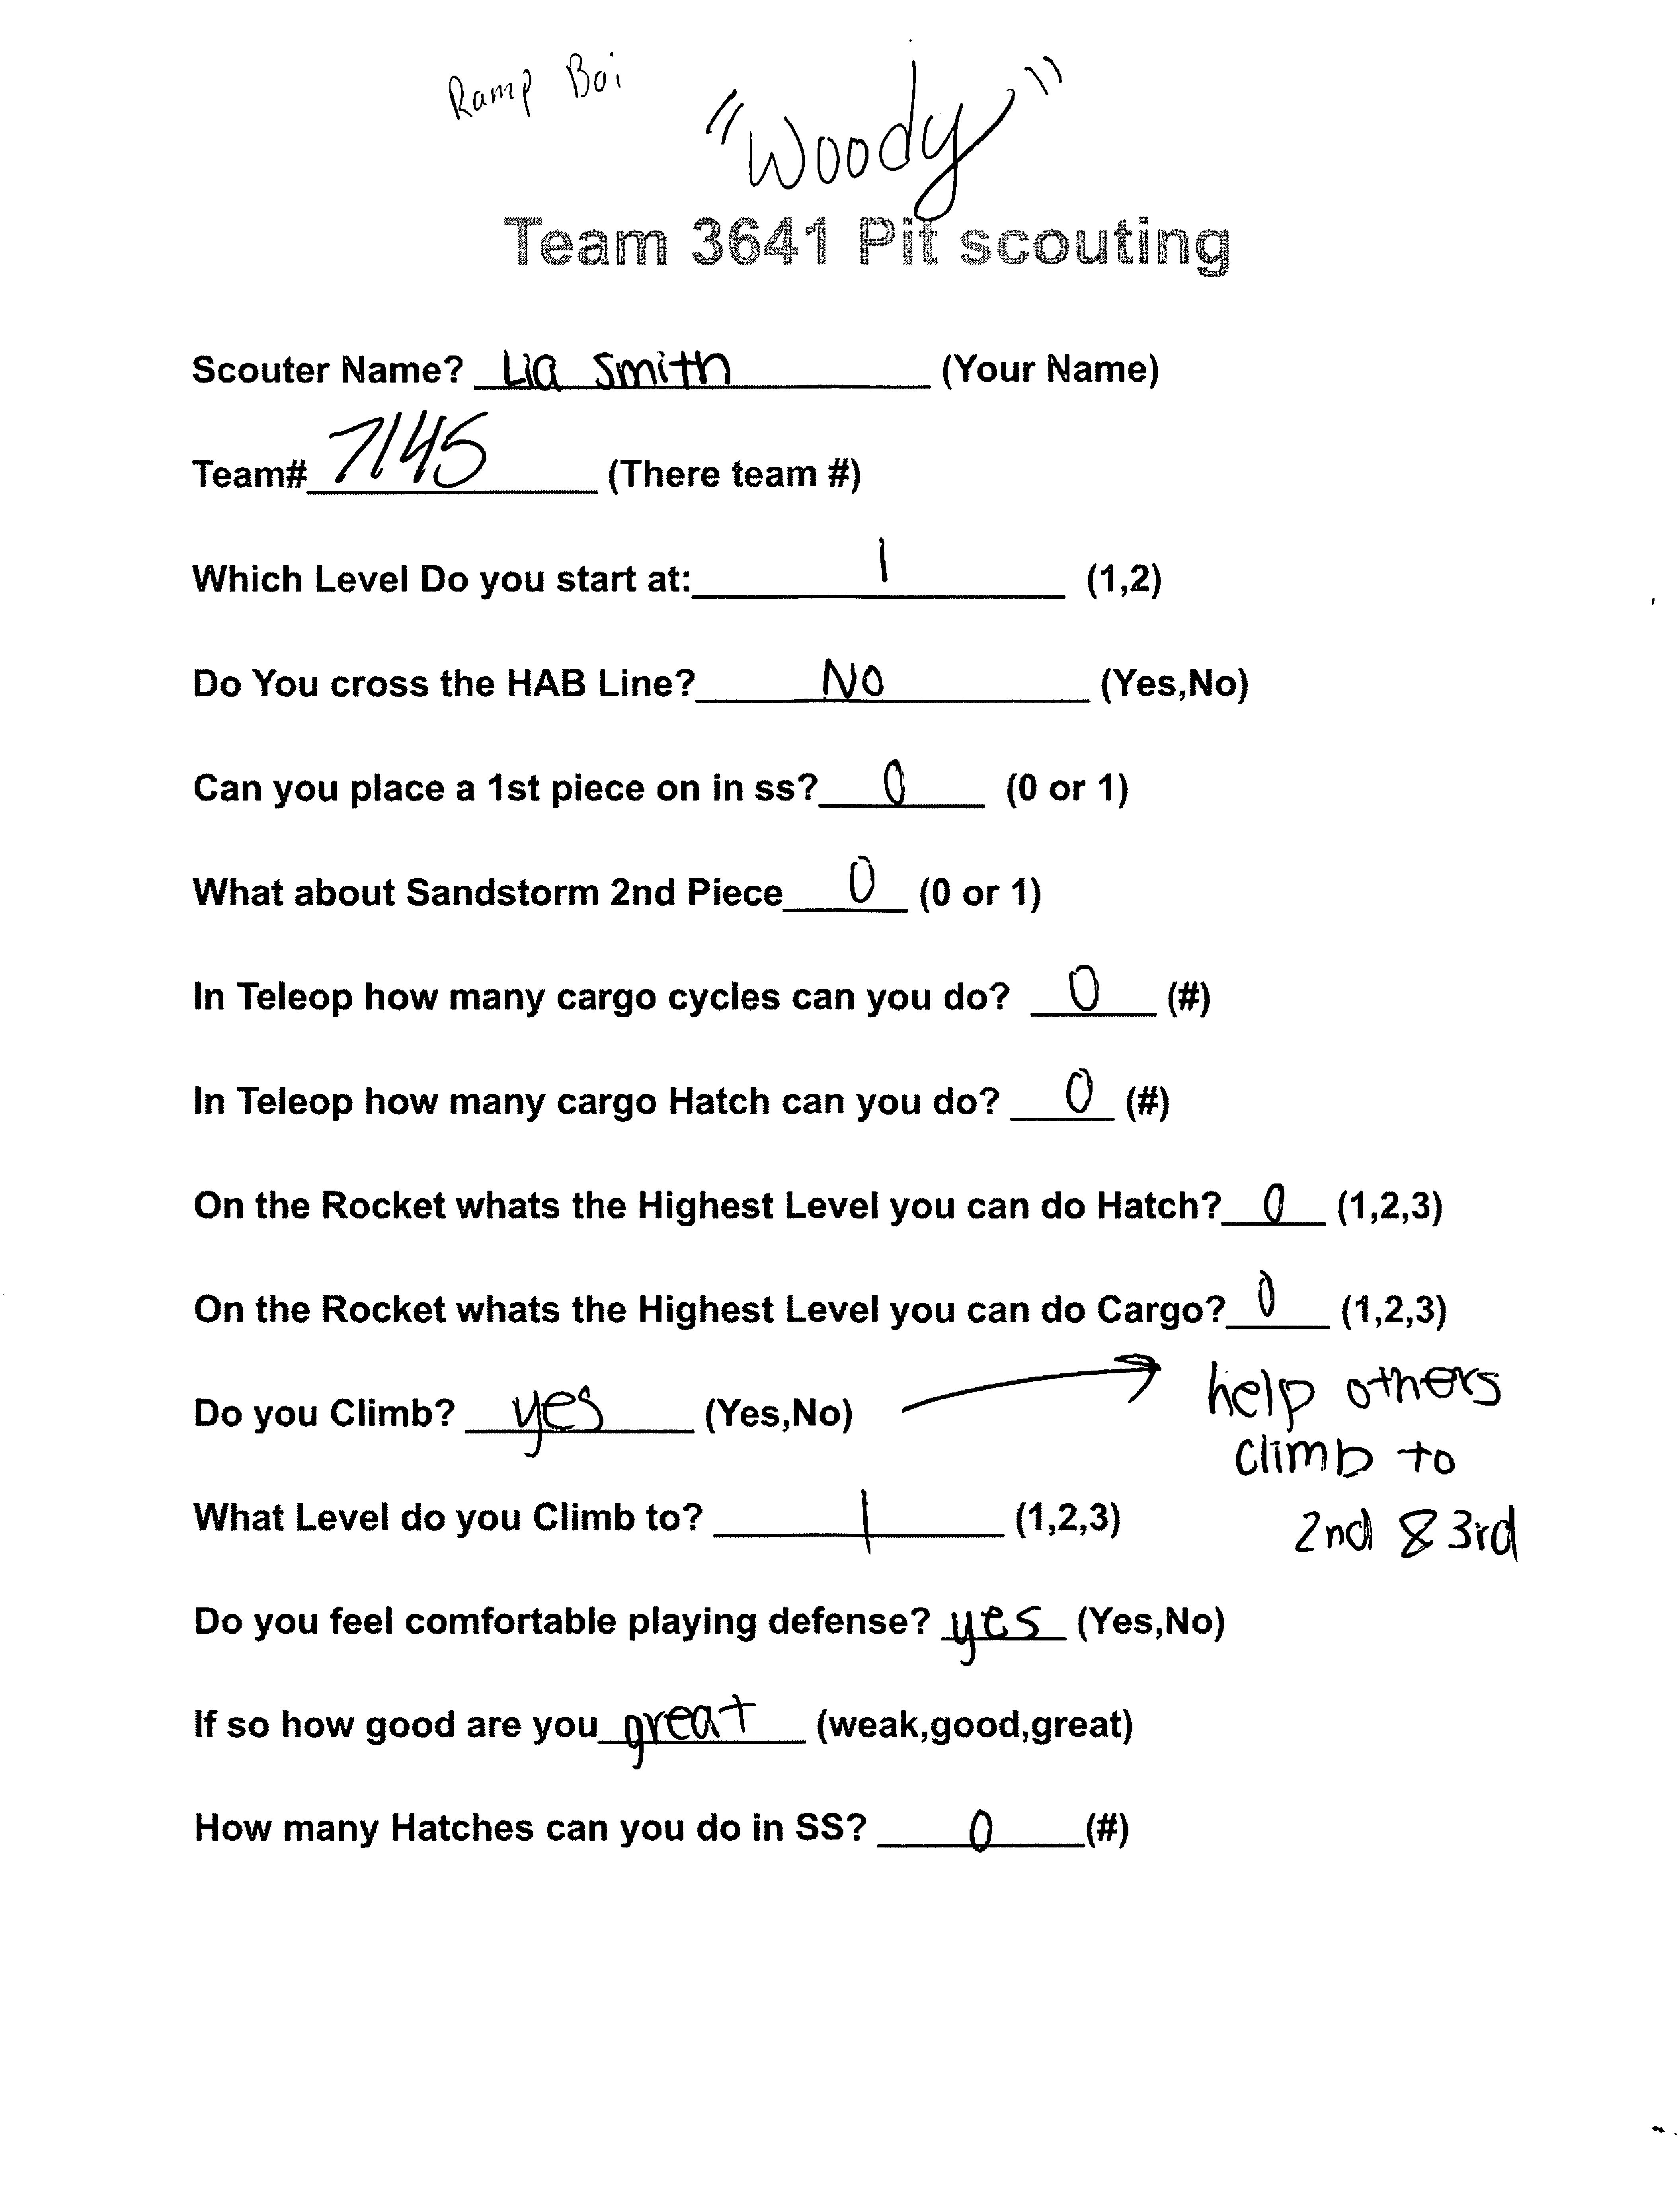 Ramp Boi
"Woody"
Team 3641 Pit scouting
Scouter Name? Lia Smith (Your Name)
Team# 7145 (There team #)
Which Level Do you start at: 1 (1,2)
Do You cross the HAB Line? No (Yes,No)
Can you place a 1st piece on in ss? 0 (0 or 1)
What about Sandstorm 2nd Piece 0 (0 or 1)
In Teleop how many cargo cycles can you do? 0 (#)
In Teleop how many cargo Hatch can you do? 0 (#)
On the Rocket whats the Highest Level you can do Hatch? 0 (1,2,3)
On the Rocket whats the Highest Level you can do Cargo? 0 (1,2,3)
Do you Climb? yes (Yes,No) → help others
climb to
What Level do you Climb to? 1 (1,2,3) 2nd & 3rd
Do you feel comfortable playing defense? yes (Yes,No)
If so how good are you great (weak,good,great)
How many Hatches can you do in SS? 0 (#)